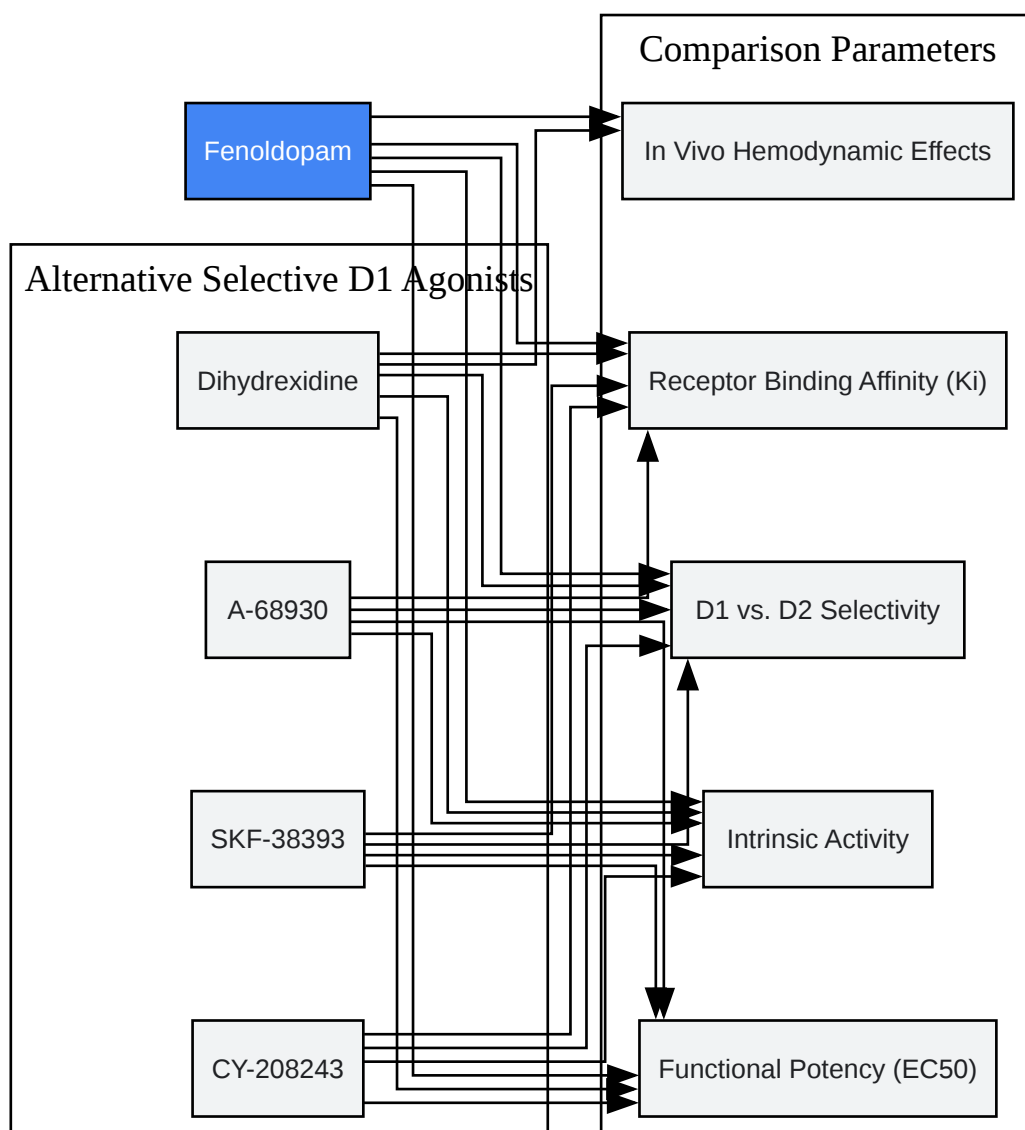 Comparison Parameters
Fenoldopam
In Vivo Hemodynamic Effects
Alternative Selective D1 Agonists
Dihydrexidine
Receptor Binding Affinity (Ki)
A-68930
D1 vs. D2 Selectivity
SKF-38393
Intrinsic Activity
CY-208243
Functional Potency (EC50)